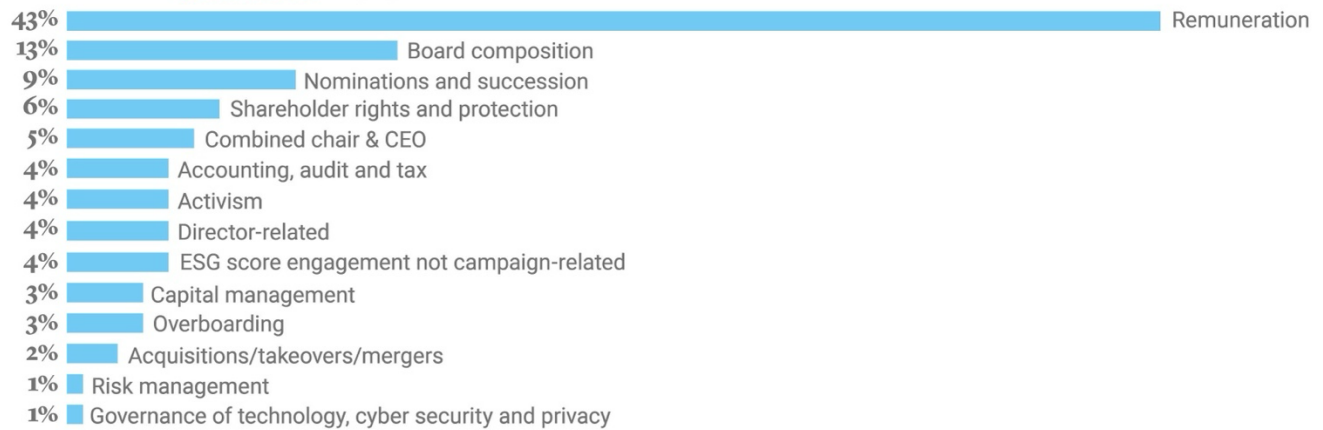 43% Remuneration
13% Board composition
9% Nominations and succession
6% Shareholder rights and protection
5% Combined chair & CEO
4% Accounting, audit and tax
4% Activism
4% Director-related
4% ESG score engagement not campaign-related
3% Capital management
3% Overboarding
2% Acquisitions/takeovers/mergers
1% Risk management
1% Governance of technology, cyber security and privacy